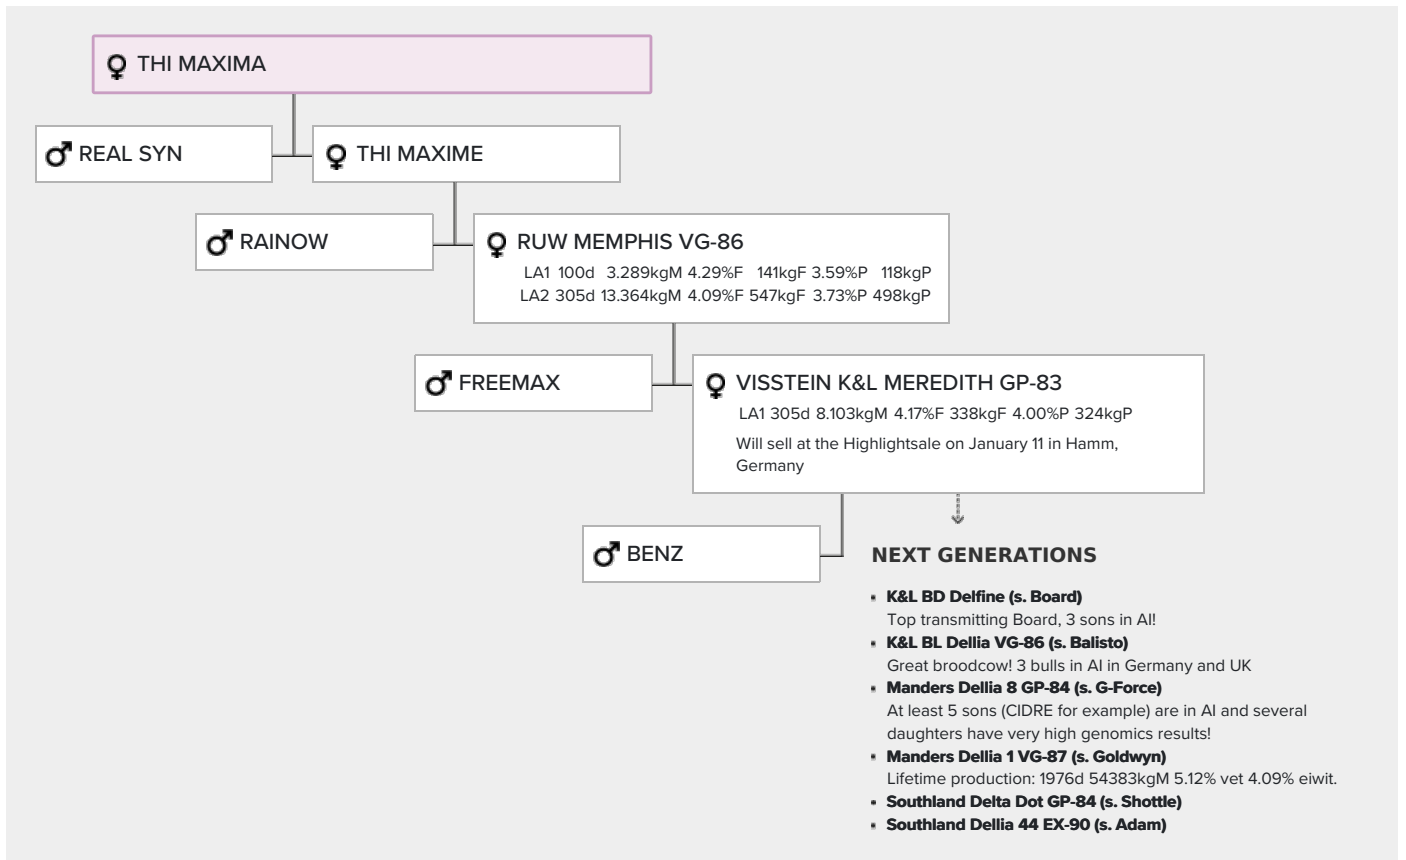 THI MAXIMA
REAL SYN
THI MAXIME
RAINOW
RUW MEMPHIS VG-86
LA1 100d 3.289kgM 4.29%F 141kgF 3.59%P 118kgP
LA2 305d 13.364kgM 4.09%F 547kgF 3.73%P 498kgP
FREEMAX
VISSTEIN K&L MEREDITH GP-83
LA1 305d 8.103kgM 4.17%F 338kgF 4.00%P 324kgP
Will sell at the Highlightsale on January 11 in Hamm,
Germany
BENZ
NEXT GENERATIONS
K&L BD Delfine (s. Board)
Top transmitting Board, 3 sons in AI!
K&L BL Dellia VG-86 (s. Balisto)
Great broodcow! 3 bulls in AI in Germany and UK
Manders Dellia 8 GP-84 (s. G-Force)
At least 5 sons (CIDRE for example) are in AI and several
daughters have very high genomics results!
Manders Dellia 1 VG-87 (s. Goldwyn)
Lifetime production: 1976d 54383kgM 5.12% vet 4.09% eiwit.
Southland Delta Dot GP-84 (s. Shottle)
Southland Dellia 44 EX-90 (s. Adam)